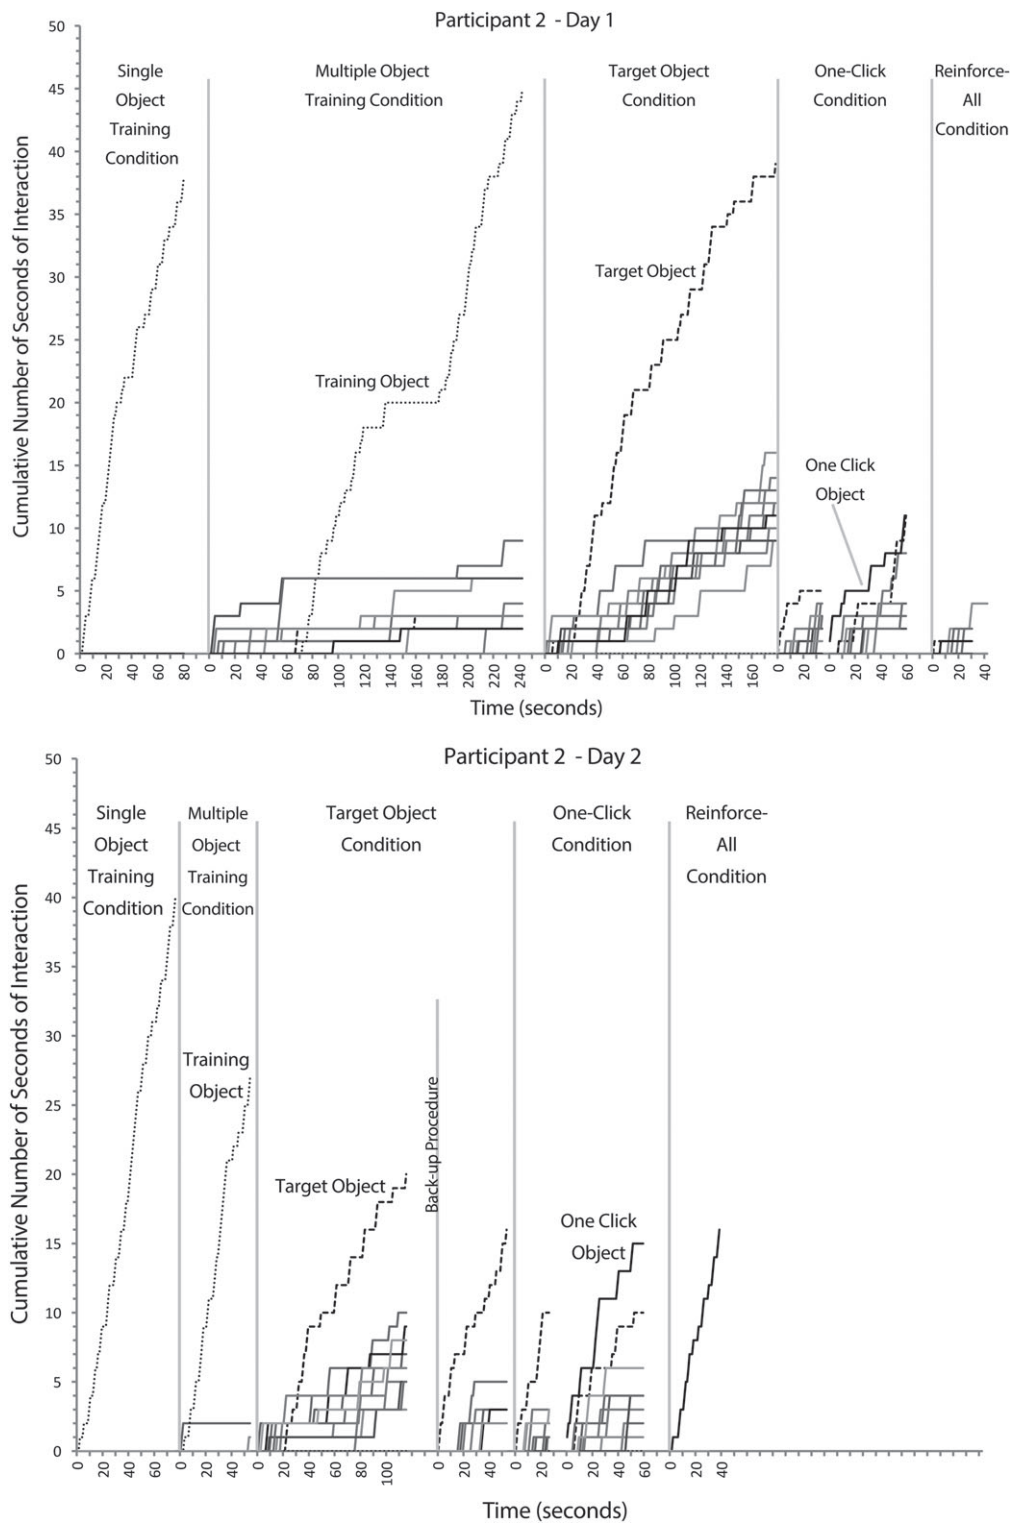 Participant 2 - Day 1
50
45
40
35
30
25
20
15
10
5
0
Cumulative Number of Seconds of Interaction
Single
Object
Training
Condition
Multiple Object
Training Condition
Target Object
Condition
One-Click
Condition
Reinforce-
All
Condition
Training Object
Target Object
One Click
Object
0 20 40 60 80 0 20 40 60 80 100 120 140 160 180 200 220 240 0 20 40 60 80 100 120 140 160 0 20 0 20 40 60 0 20 40
Time (seconds)
Participant 2 - Day 2
50
45
40
35
30
25
20
15
10
5
0
Cumulative Number of Seconds of Interaction
Single
Object
Training
Condition
Multiple
Object
Training
Condition
Target Object
Condition
One-Click
Condition
Reinforce-
All
Condition
Training
Object
Target Object
Back-up Procedure
One Click
Object
0 20 40 60 0 20 40 0 20 40 60 80 100 0 20 40 0 20 0 20 40 60 0 20 40
Time (seconds)